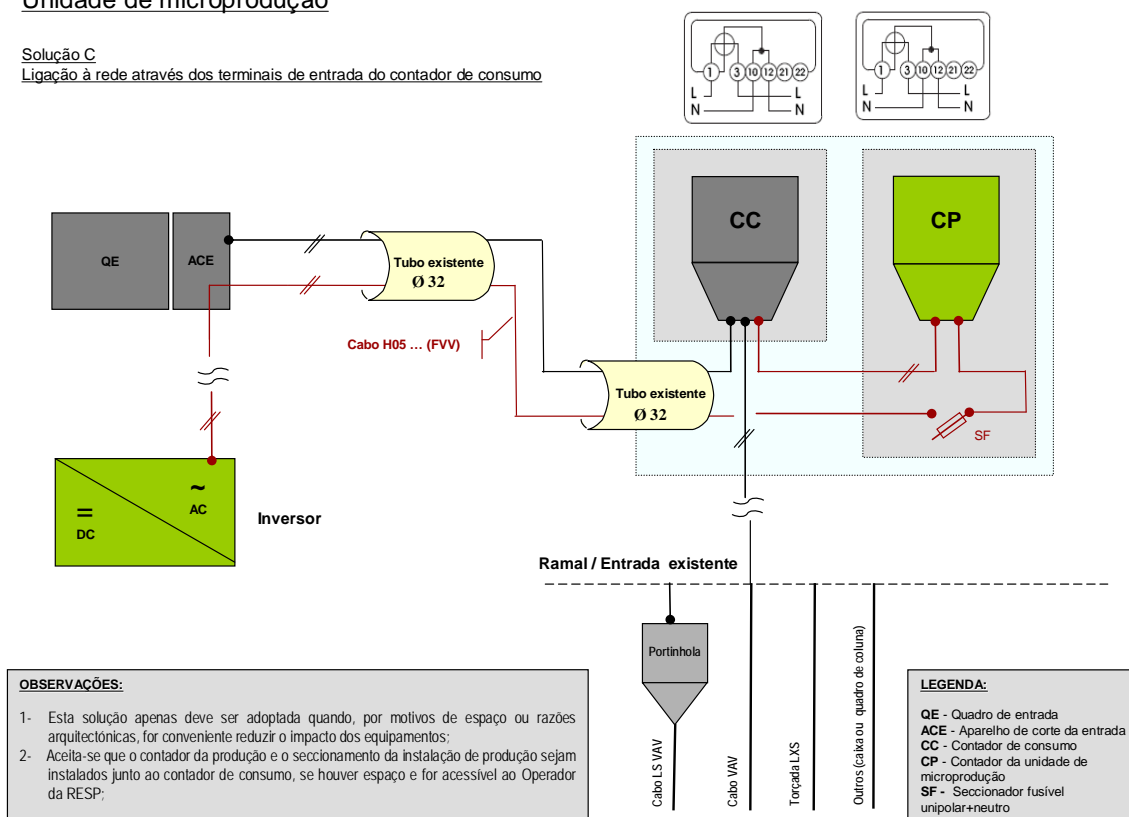 Unidade de microprodução
Solução C
Ligação à rede através dos terminais de entrada do contador de consumo
1 3 10 12 21 22
L L
N N
1 3 10 12 21 22
L L
N N
CC
CP
QE
ACE
Tubo existente
Ø 32
Cabo H05 ... (FVV)
Tubo existente
Ø 32
SF
=
DC
~
AC
Inversor
Ramal / Entrada existente
Portinhola
Cabo LS VAV
Cabo VAV
Torçada LXS
Outros (caixa ou quadro de coluna)
OBSERVAÇÕES:
1- Esta solução apenas deve ser adoptada quando, por motivos de espaço ou razões
arquitectónicas, for conveniente reduzir o impacto dos equipamentos;
2- Aceita-se que o contador da produção e o seccionamento da instalação de produção sejam
instalados junto ao contador de consumo, se houver espaço e for acessível ao Operador
da RESP;
LEGENDA:
QE - Quadro de entrada
ACE - Aparelho de corte da entrada
CC - Contador de consumo
CP - Contador da unidade de
microprodução
SF - Seccionador fusível
unipolar+neutro